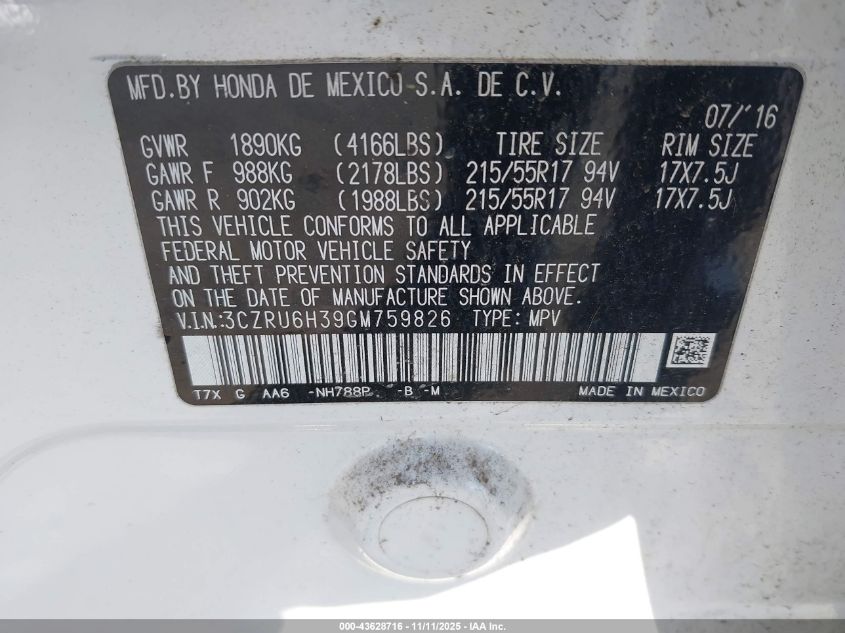 MFD.BY HONDA DE MEXICO S.A. DE C.V.
07/'16
GVWR 1890KG (4166LBS) TIRE SIZE RIM SIZE
GAWR F 988KG (2178LBS) 215/55R17 94V 17X7.5J
GAWR R 902KG (1988LBS) 215/55R17 94V 17X7.5J
THIS VEHICLE CONFORMS TO ALL APPLICABLE
FEDERAL MOTOR VEHICLE SAFETY
AND THEFT PREVENTION STANDARDS IN EFFECT
ON THE DATE OF MANUFACTURE SHOWN ABOVE.
V.I.N.:3CZRU6H39GM759826 TYPE: MPV
T7X G AA6 -NH788P -B -M MADE IN MEXICO
000-43628716 - 11/11/2025 - IAA Inc.